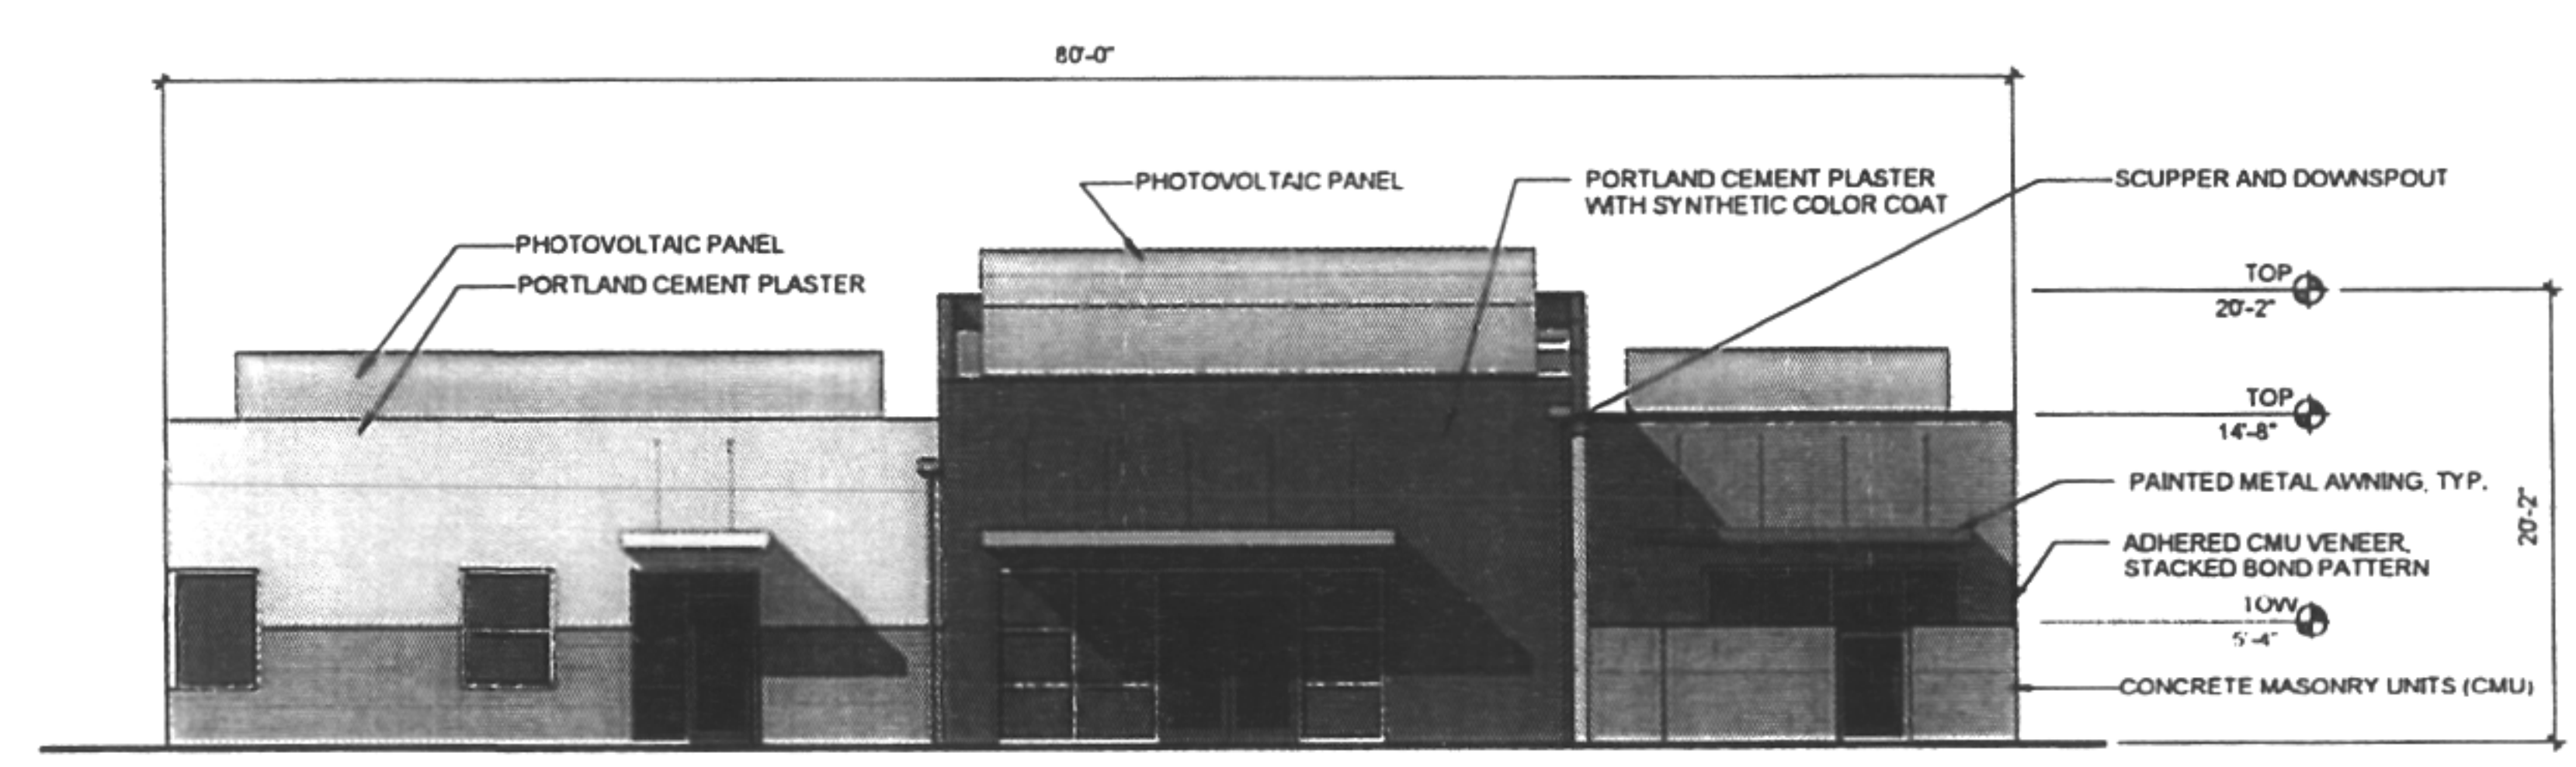 80'-0"
PHOTOVOLTAIC PANEL
PORTLAND CEMENT PLASTER
WITH SYNTHETIC COLOR COAT
SCUPPER AND DOWNSPOUT
PHOTOVOLTAIC PANEL
PORTLAND CEMENT PLASTER
TOP
20'-2"
TOP
14'-8"
PAINTED METAL AWNING, TYP.
20'-2"
ADHERED CMU VENEER,
STACKED BOND PATTERN
TOW
5'-4"
CONCRETE MASONRY UNITS (CMU)